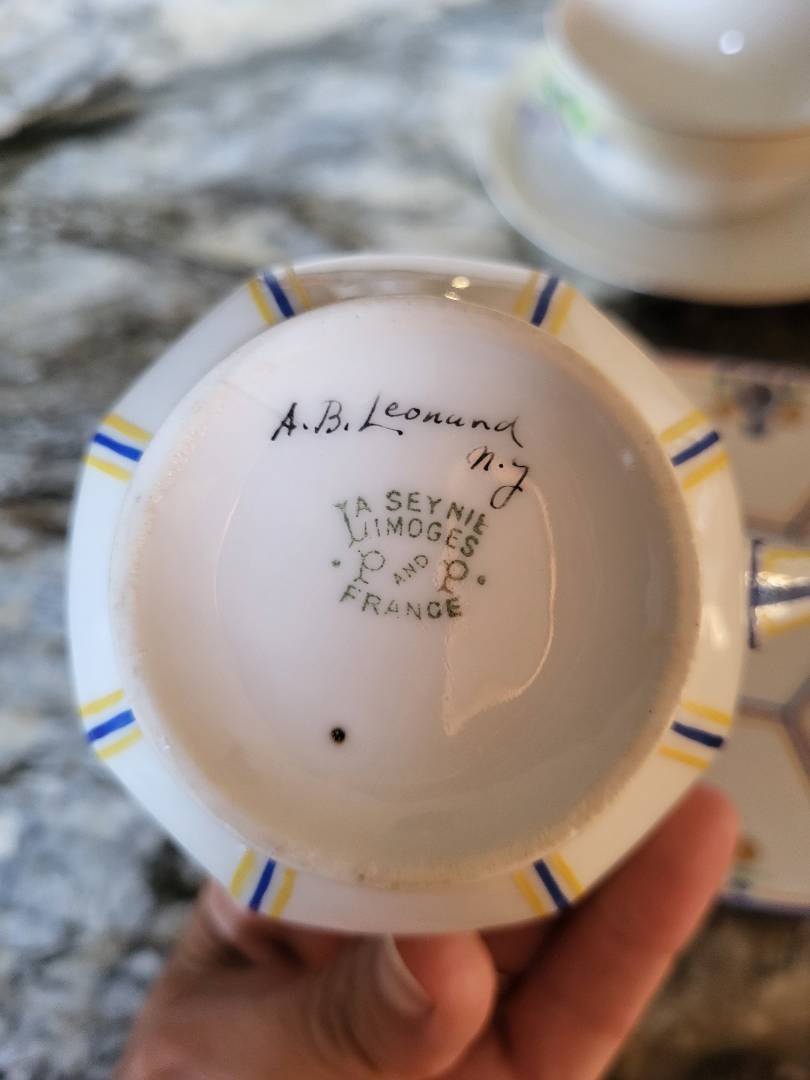 A.B. Leonard
N.Y
LA SEYNIE
LIMOGES
P AND P
FRANCE